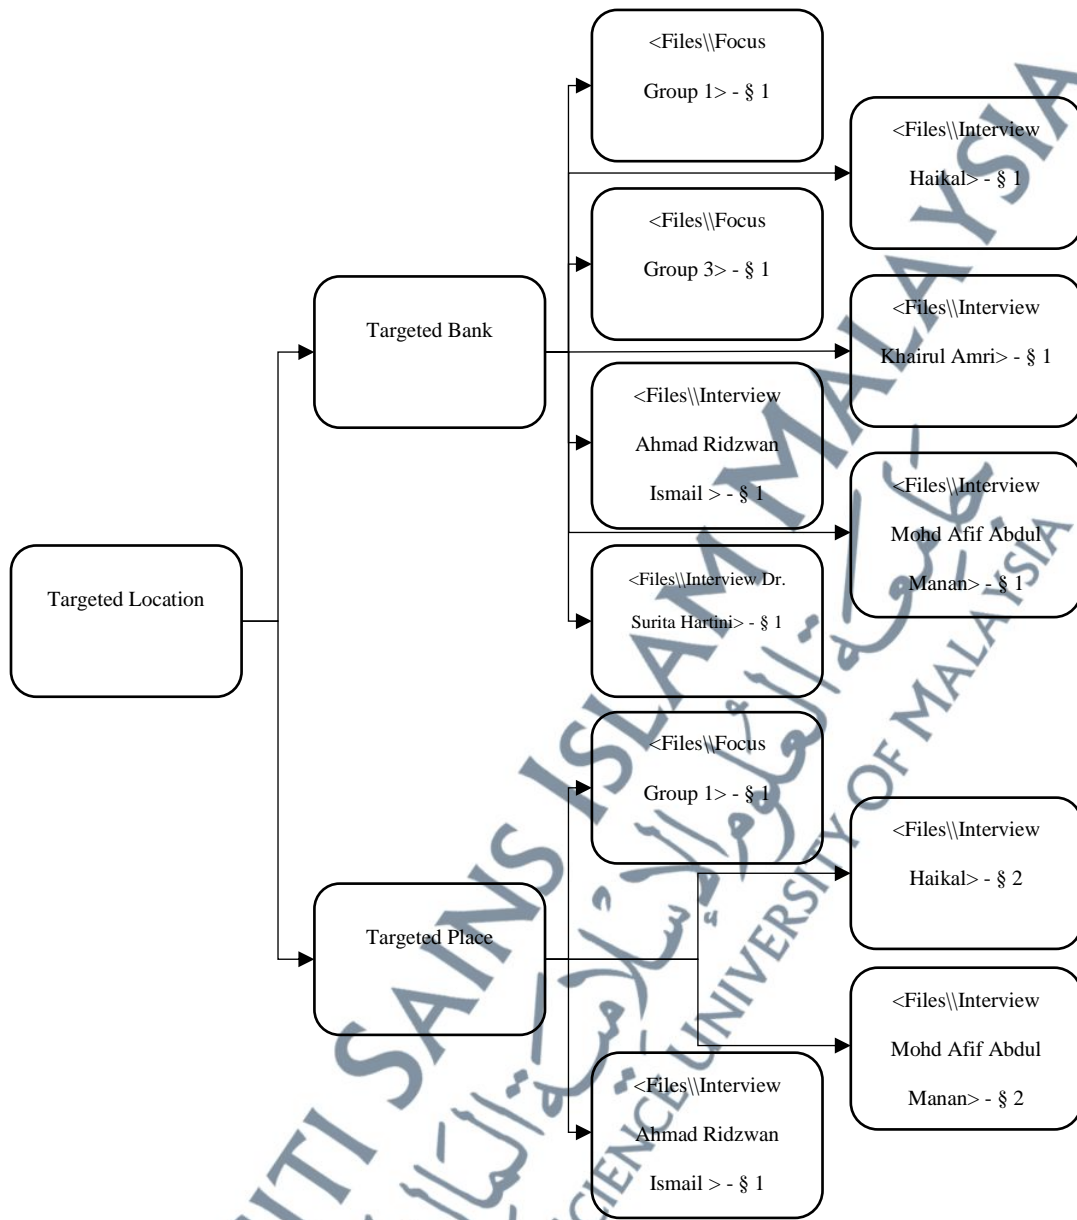 <Files\\Focus
Group 1> - § 1
<Files\\Interview
Haikal> - § 1
<Files\\Focus
Group 3> - § 1
<Files\\Interview
Khairul Amri> - § 1
Targeted Bank
<Files\\Interview
Ahmad Ridzwan
Ismail > - § 1
<Files\\Interview
Mohd Afif Abdul
Manan> - § 1
<Files\\Interview Dr.
Surita Hartini> - § 1
Targeted Location
<Files\\Focus
Group 1> - § 1
<Files\\Interview
Haikal> - § 2
Targeted Place
<Files\\Interview
Mohd Afif Abdul
Manan> - § 2
<Files\\Interview
Ahmad Ridzwan
Ismail > - § 1
ITI SAINS ISLAM MALAYSIA
SCIENCE UNIVERSITY OF MALAYSIA